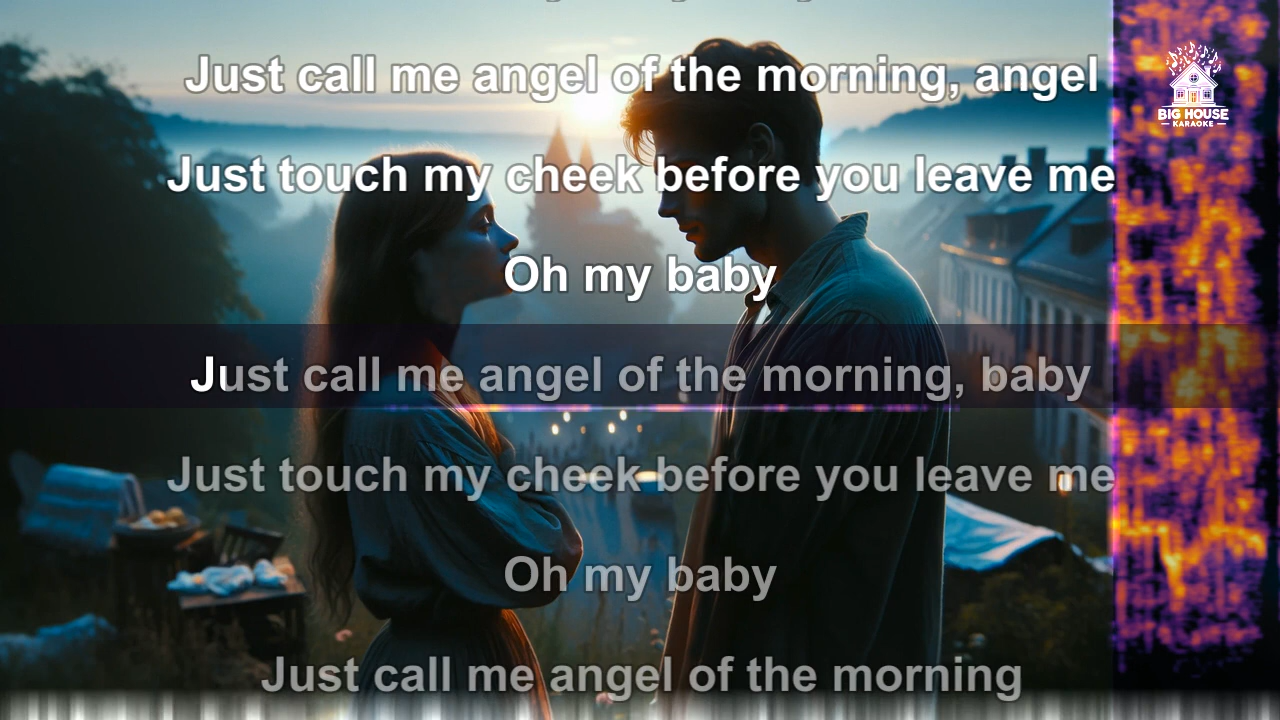 Just call me angel of the morning, angel
BIG HOUSE
KARAOKE
Just touch my cheek before you leave me
Oh my baby
Just call me angel of the morning, baby
Just touch my cheek before you leave me
Oh my baby
Just call me angel of the morning